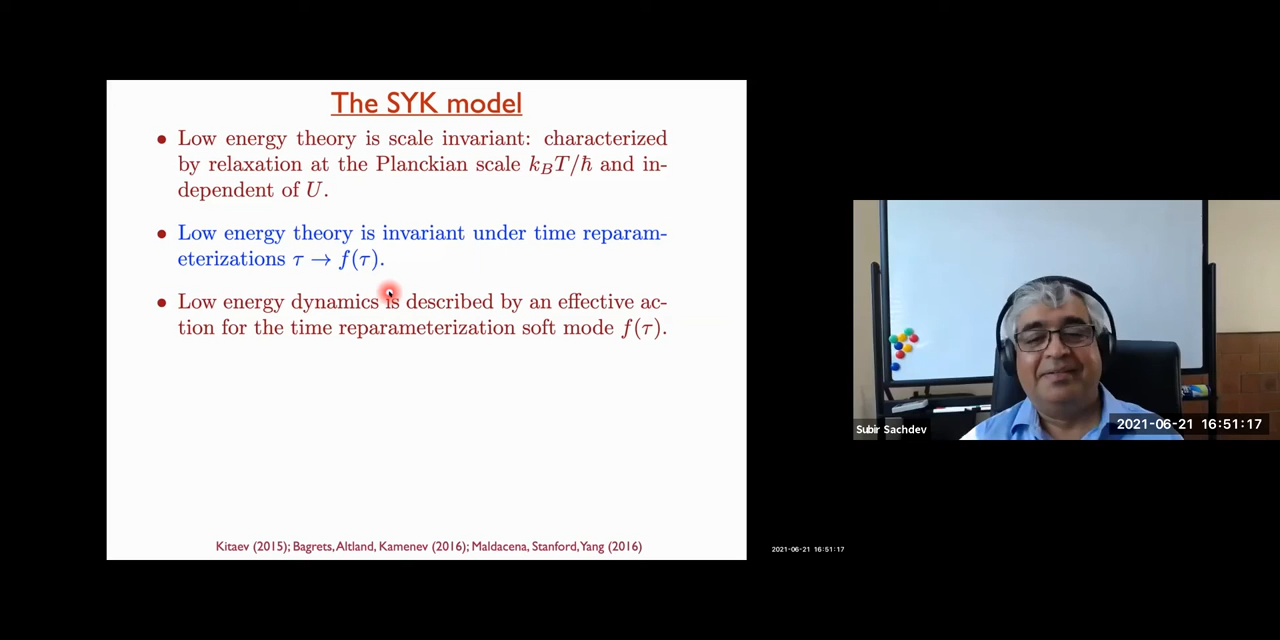 The SYK model
• Low energy theory is scale invariant: characterized
by relaxation at the Planckian scale k_BT/ℏ and in-
dependent of U.
• Low energy theory is invariant under time reparam-
eterizations τ → f(τ).
• Low energy dynamics is described by an effective ac-
tion for the time reparameterization soft mode f(τ).
Kitaev (2015); Bagrets, Altland, Kamenev (2016); Maldacena, Stanford, Yang (2016)
Subir Sachdev
2021-06-21 16:51:17
2021-06-21 16:51:17